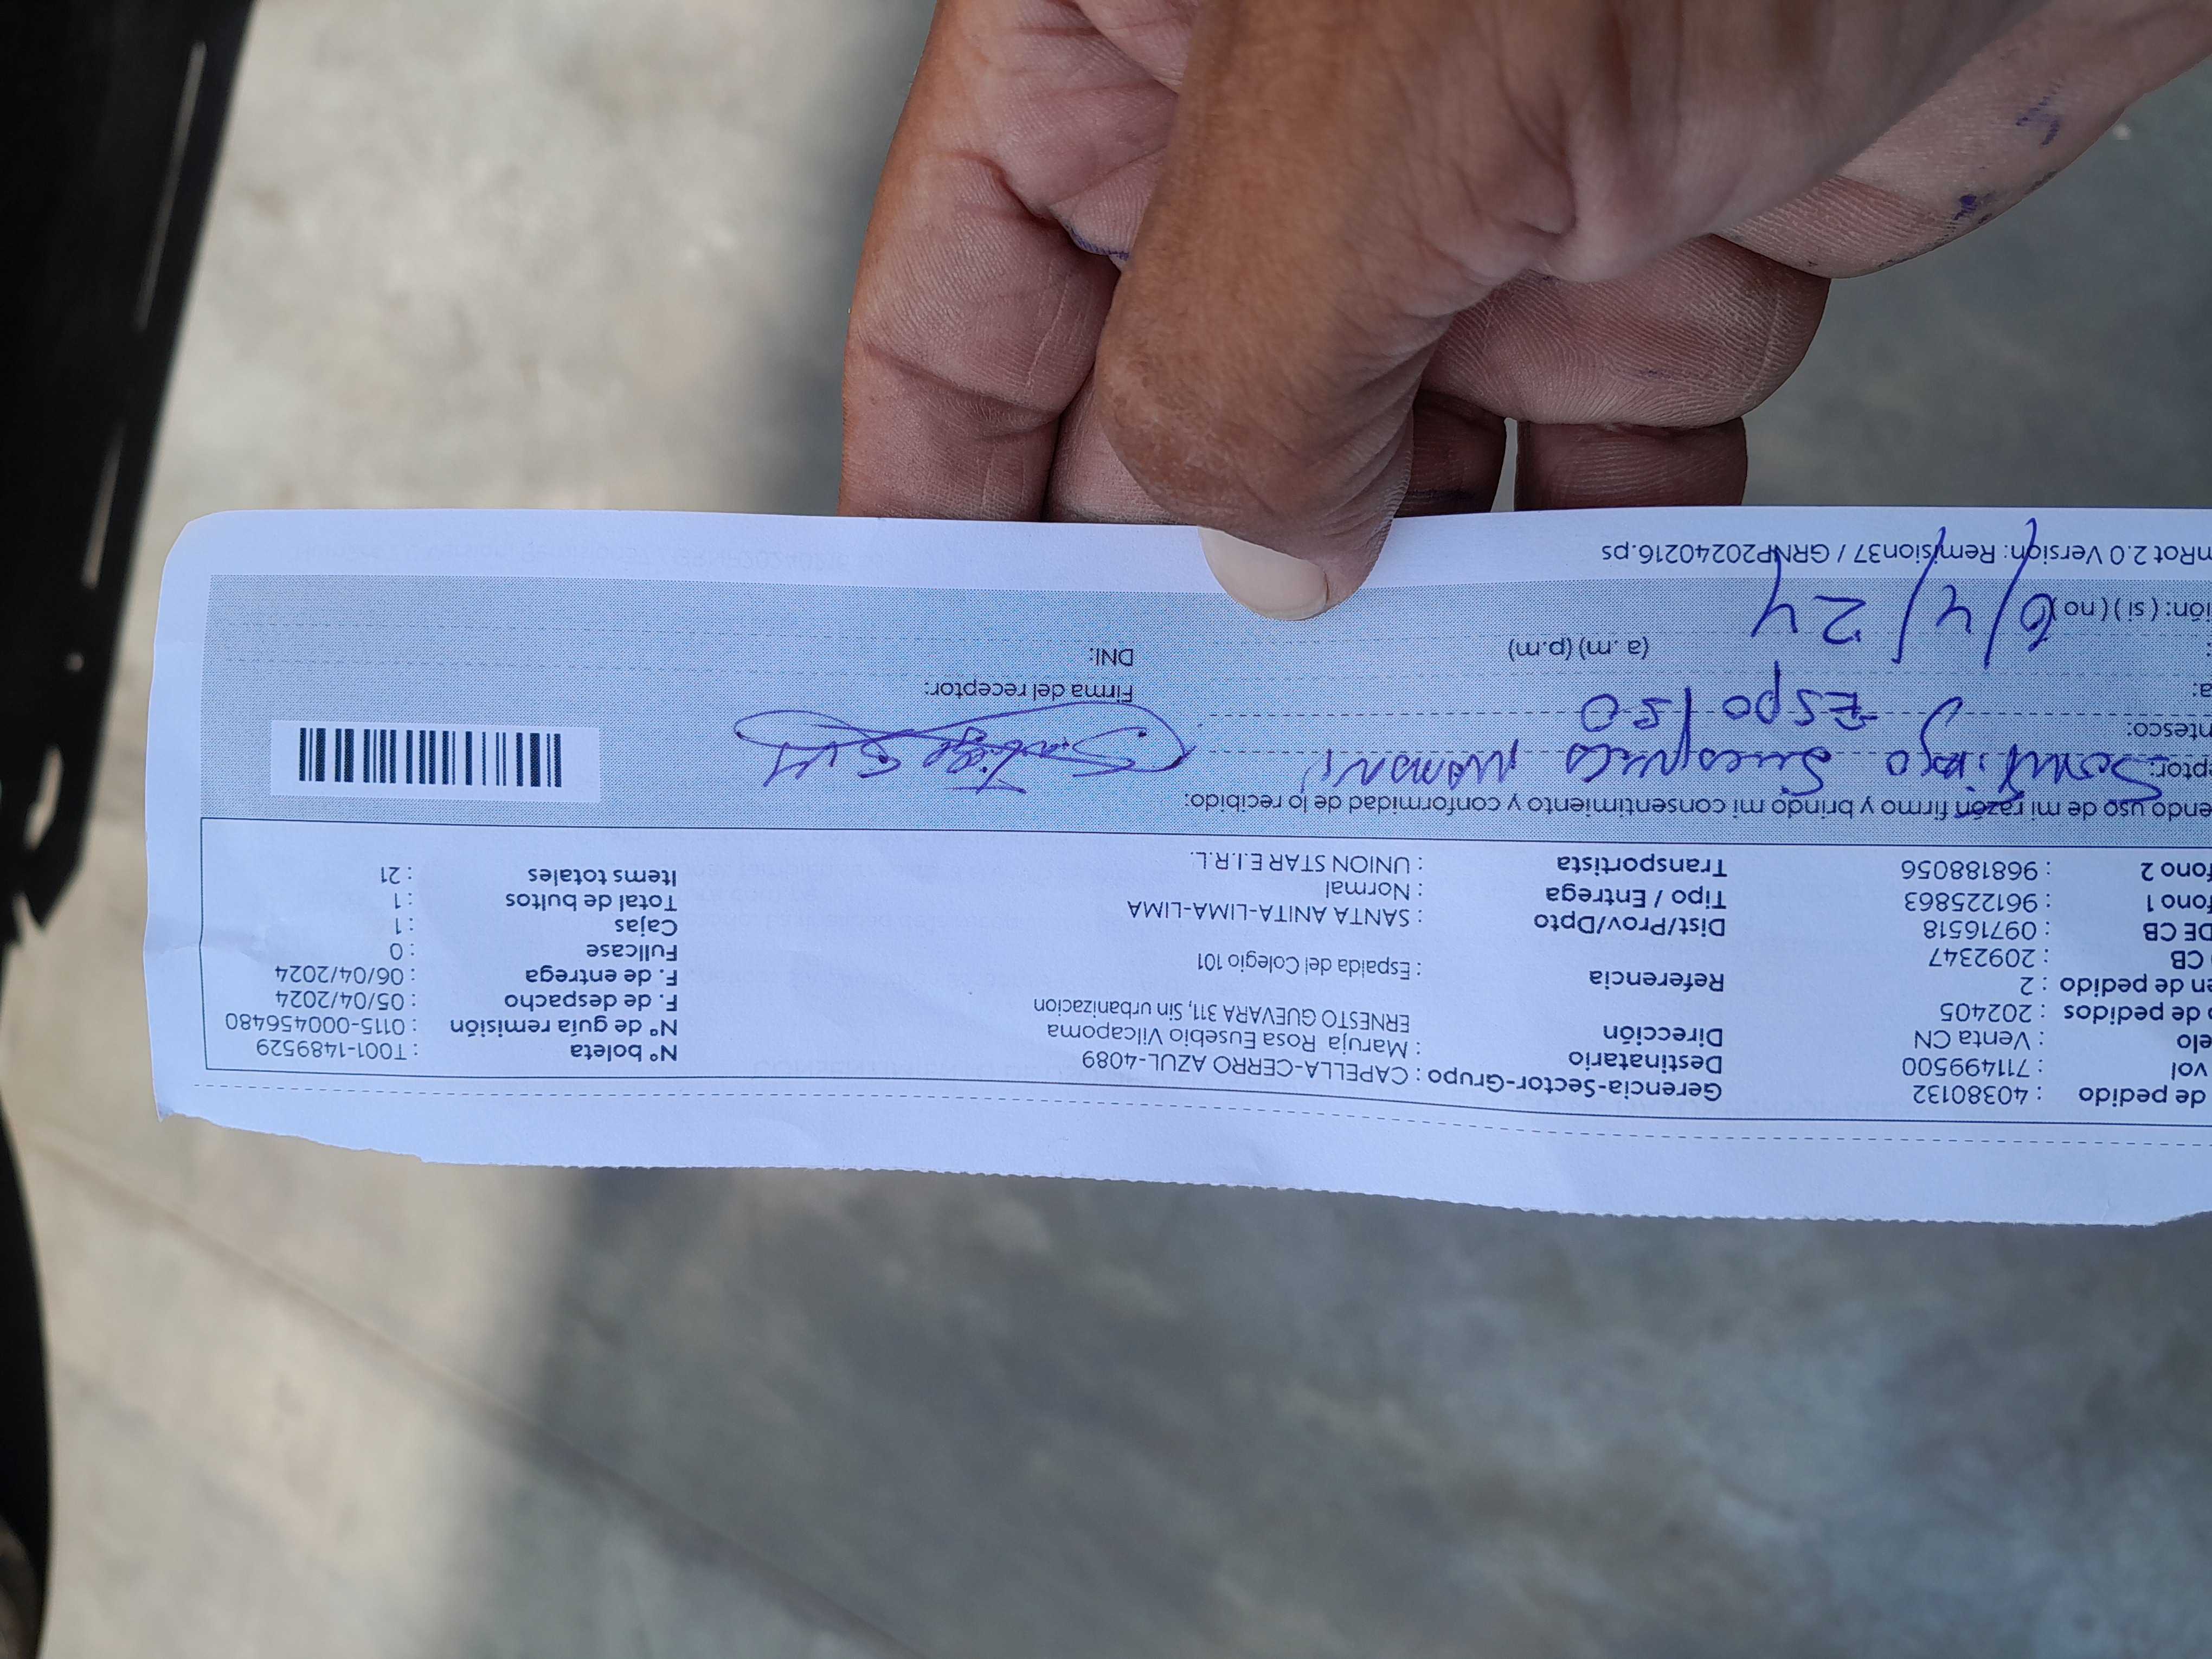 de pedido : 40380132 Gerencia-Sector-Grupo : CAPELLA-CERRO AZUL-4089 N° boleta : T001-1489529
vol : 711499500 Destinatario : Maruja Rosa Eusebio Vilcapoma N° de guía remisión : 0115-000456480
elo : Venta CN Dirección ERNESTO GUEVARA 311, Sin urbanizacion F. de despacho : 05/04/2024
o de pedidos : 202405 F. de entrega : 06/04/2024
en de pedido : 2 Referencia : Espalda del Colegio 101 Fullcase : 0
CB : 2092347 Cajas : 1
DE CB : 09716518 Dist/Prov/Dpto : SANTA ANITA-LIMA-LIMA Total de bultos : 1
fono 1 : 961225863 Tipo / Entrega : Normal Items totales : 21
fono 2 : 968188056 Transportista : UNION STAR E.I.R.L.
endo uso de mi razón firmo y brindo mi consentimiento y conformidad de lo recibido:
eptor: Santiago mamani
ntesco: Esposo
a: Firma del receptor:
: 6/4/24 (a.m) (p.m) DNI:
ión: (si) (no)
mRot 2.0 Version: Remision37 / GRNP20240216.ps